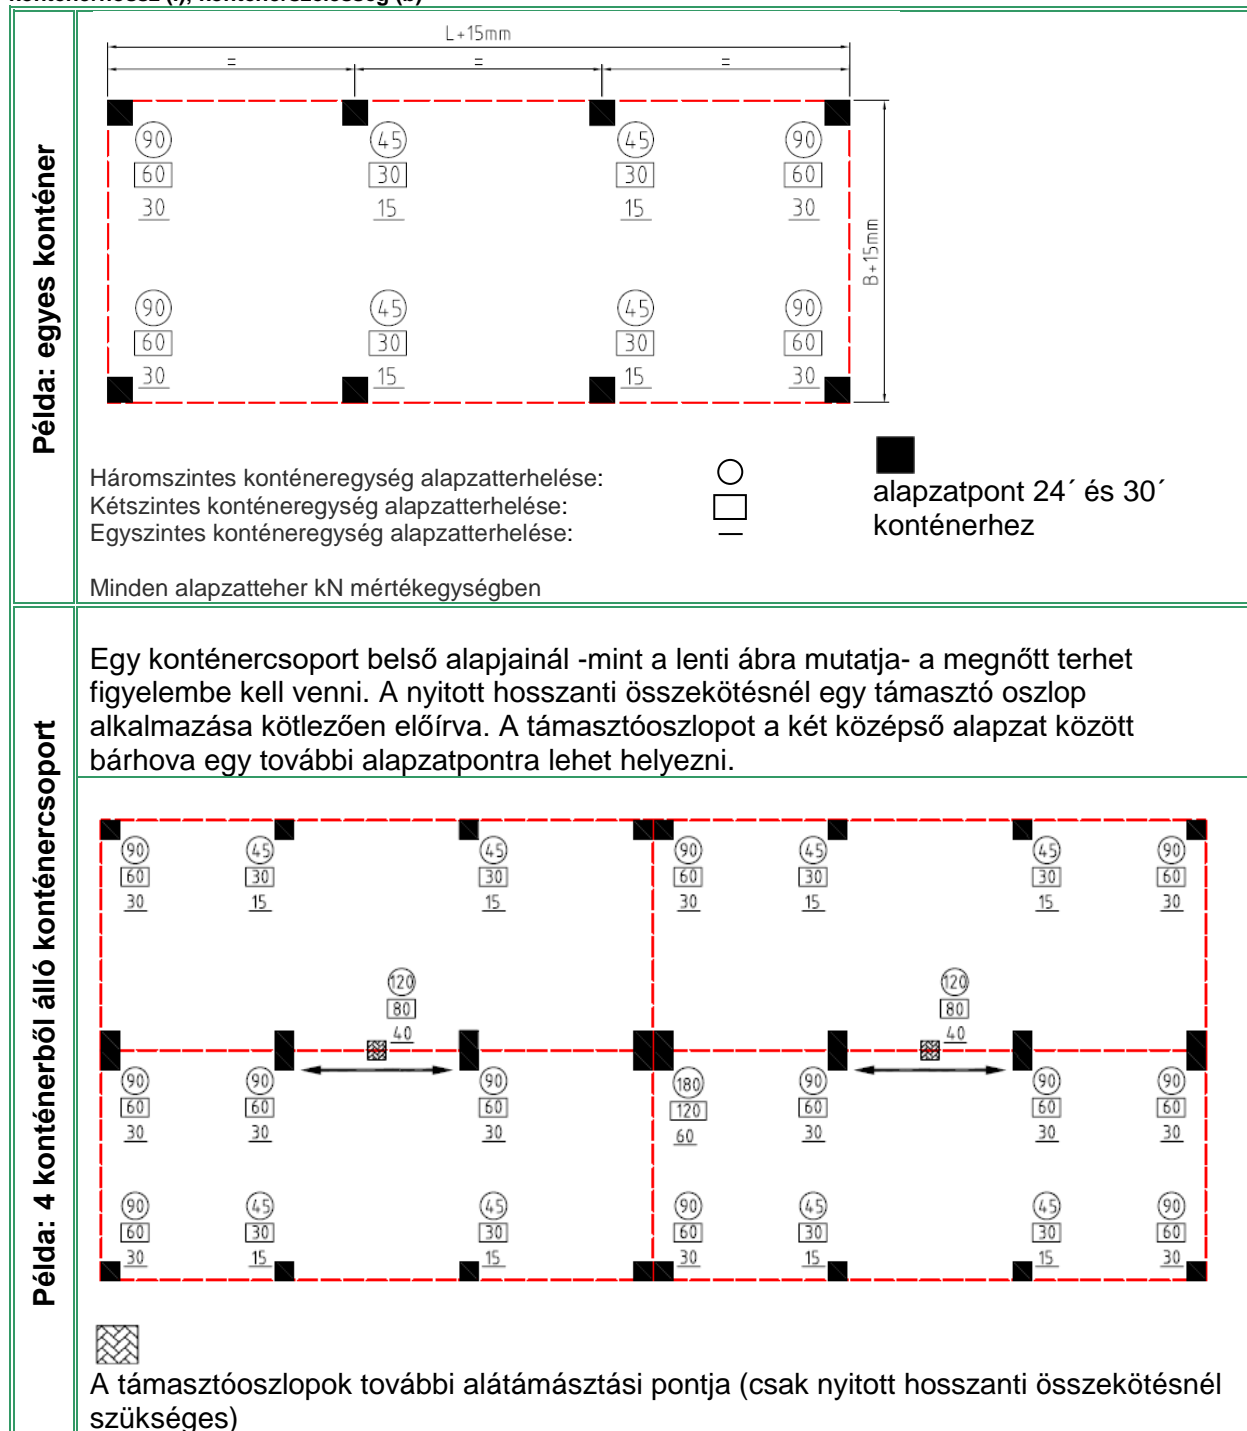 Példa: egyes konténer
L+15mm
= = =
90 45 45 90
60 30 30 60
30 15 15 30
B+15mm
90 45 45 90
60 30 30 60
30 15 15 30
Háromszintes konténeregység alapzatterhelése:
Kétszintes konténeregység alapzatterhelése:
Egyszintes konténeregység alapzatterhelése:
alapzatpont 24´ és 30´
konténerhez
Minden alapzatteher kN mértékegységben
Példa: 4 konténerből álló konténercsoport
Egy konténercsoport belső alapjainál -mint a lenti ábra mutatja- a megnőtt terhet
figyelembe kell venni. A nyitott hosszanti összekötésnél egy támasztó oszlop
alkalmazása kötlezően előírva. A támasztóoszlopot a két középső alapzat között
bárhova egy további alapzatpontra lehet helyezni.
90 45 45 90 45 45 90
60 30 30 60 30 30 60
30 15 15 30 15 15 30
120 120
80 80
40 40
90 90 90 180 90 90 90
60 60 60 120 60 60 60
30 30 30 60 30 30 30
90 45 45 90 45 45 90
60 30 30 60 30 30 60
30 15 15 30 15 15 30
A támasztóoszlopok további alátámásztási pontja (csak nyitott hosszanti összekötésnél
szükséges)